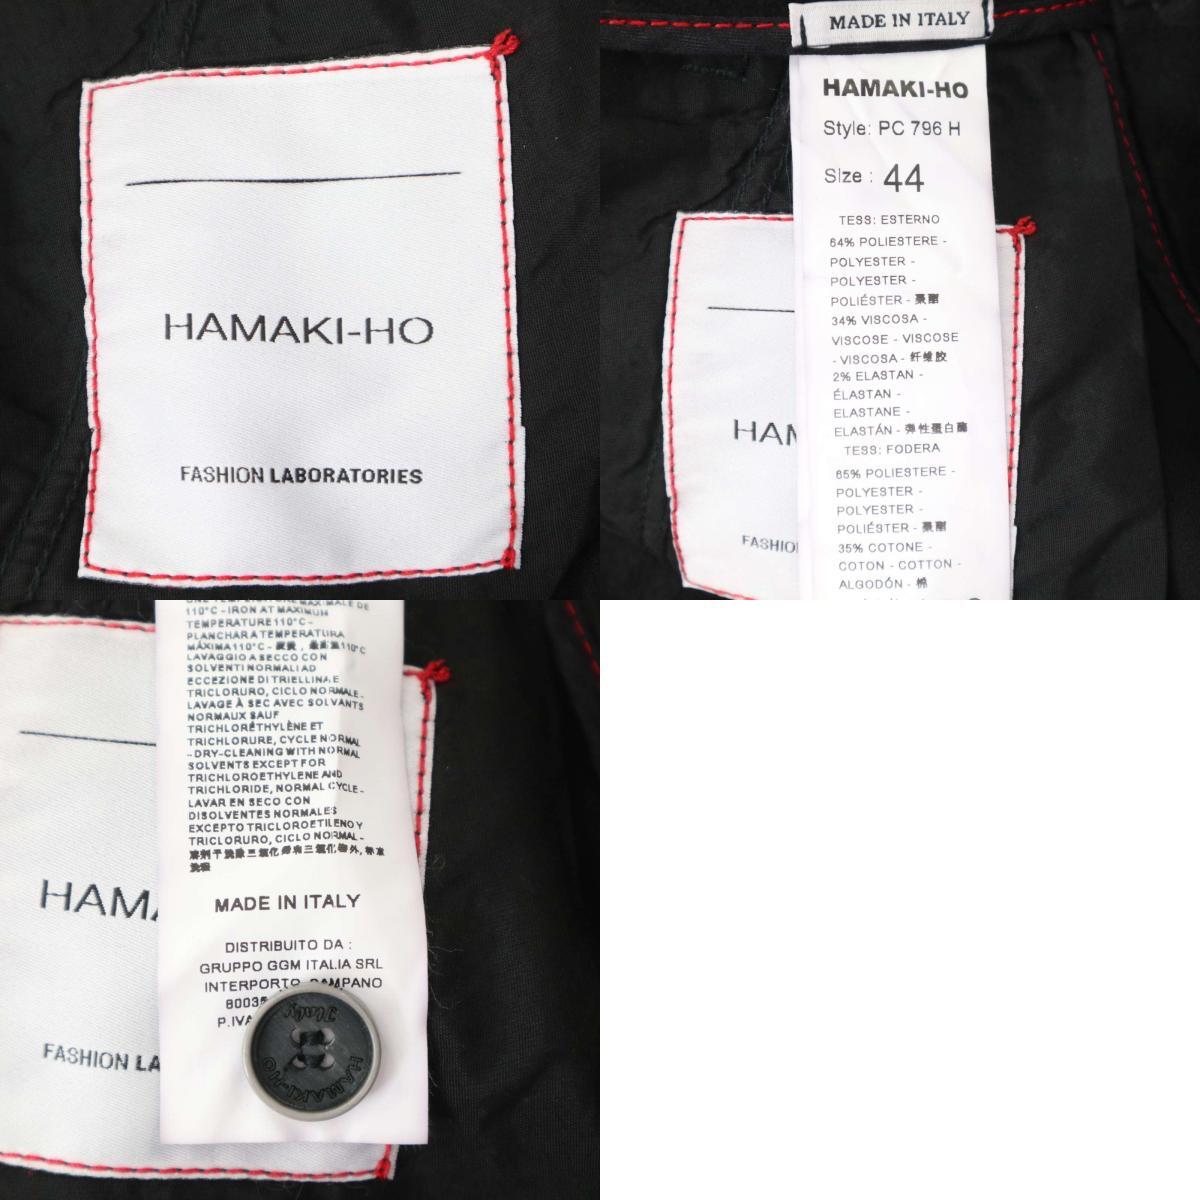 HAMAKI-HO
FASHION LABORATORIES
MADE IN ITALY
HAMAKI-HO
Style: PC 796 H
Size : 44
TESS: ESTERNO
64% POLIESTERE -
POLYESTER -
POLYESTER -
POLIÉSTER - 聚酯
34% VISCOSA -
VISCOSE - VISCOSE
- VISCOSA - 纤维胶
2% ELASTAN -
ÉLASTAN -
ELASTANE -
ELASTÁN - 弹性蛋白酶
TESS: FODERA
65% POLIESTERE -
POLYESTER -
POLYESTER -
POLIÉSTER - 聚酯
35% COTONE -
COTON - COTTON -
ALGODÓN - 棉
HAM
FASHIO
110°C - IRON AT MAXIMUM
TEMPERATURE 110°C -
PLANCHAR A TEMPERATURA
MÁXIMA 110°C -
LAVAGGIO A SECCO CON
SOLVENTI NORMALI AD
ECCEZIONE DI TRIELLINA E
TRICLORURO, CICLO NORMALE -
LAVAGE À SEC AVEC SOLVANTS
NORMAUX SAUF
TRICHLORÉTHYLÈNE ET
TRICHLORURE, CYCLE NORMAL
- DRY-CLEANING WITH NORMAL
SOLVENTS EXCEPT FOR
TRICHLOROETHYLENE AND
TRICHLORIDE, NORMAL CYCLE -
LAVAR EN SECO CON
DISOLVENTES NORMALES
EXCEPTO TRICLOROETILENO Y
TRICLORURO, CICLO NORMAL -
MADE IN ITALY
DISTRIBUITO DA :
GRUPPO GGM ITALIA SRL
INTERPORTO CAMPANO
80035
P.IVA
HAMA
FASHION LA
Italy
HAMAKI-HO